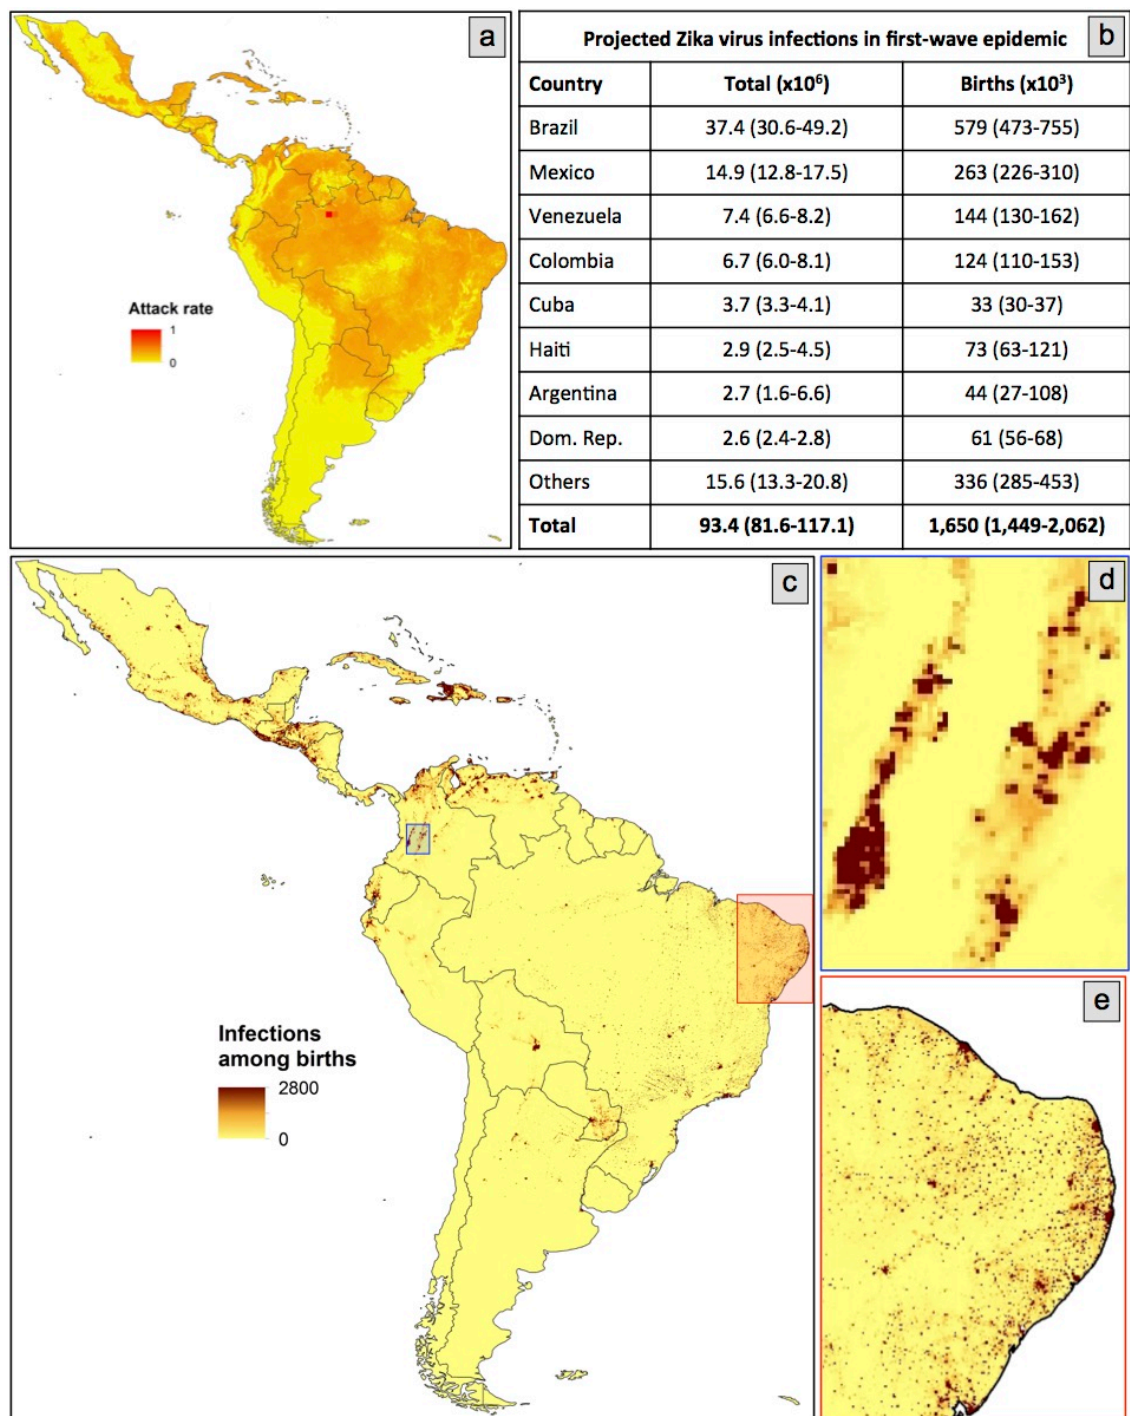 a
Attack rate
1
0
b
Projected Zika virus infections in first-wave epidemic
Country Total (x10⁶) Births (x10³)
Brazil 37.4 (30.6-49.2) 579 (473-755)
Mexico 14.9 (12.8-17.5) 263 (226-310)
Venezuela 7.4 (6.6-8.2) 144 (130-162)
Colombia 6.7 (6.0-8.1) 124 (110-153)
Cuba 3.7 (3.3-4.1) 33 (30-37)
Haiti 2.9 (2.5-4.5) 73 (63-121)
Argentina 2.7 (1.6-6.6) 44 (27-108)
Dom. Rep. 2.6 (2.4-2.8) 61 (56-68)
Others 15.6 (13.3-20.8) 336 (285-453)
Total 93.4 (81.6-117.1) 1,650 (1,449-2,062)
c
Infections
among births
2800
0
d
e